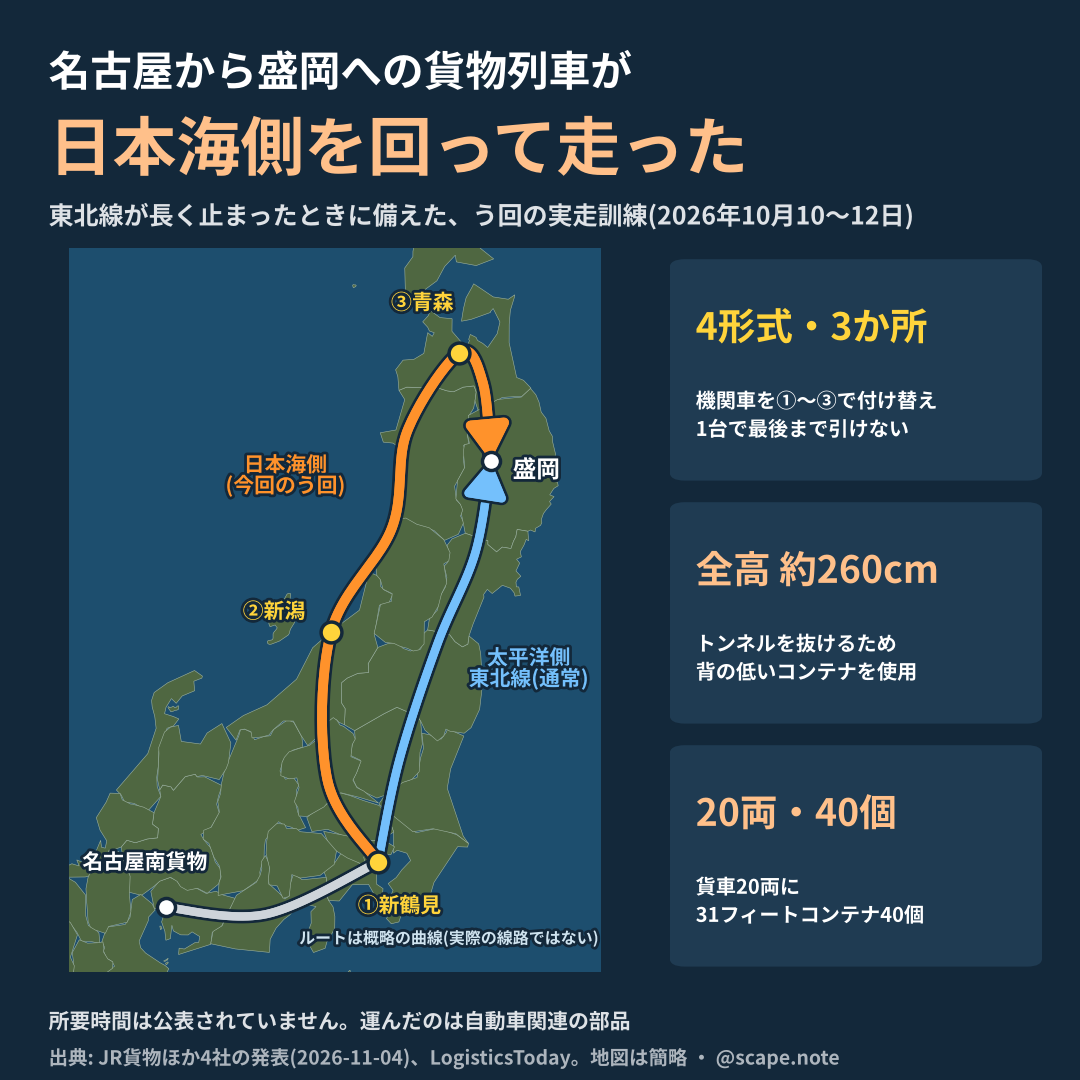 名古屋から盛岡への貨物列車が
日本海側を回って走った
東北線が長く止まったときに備えた、う回の実走訓練(2026年10月10〜12日)
③青森
日本海側
(今回のう回)
盛岡
②新潟
太平洋側
東北線(通常)
名古屋南貨物
①新鶴見
ルートは概略の曲線(実際の線路ではない)
4形式・3か所
機関車を①〜③で付け替え
1台で最後まで引けない
全高 約260cm
トンネルを抜けるため
背の低いコンテナを使用
20両・40個
貨車20両に
31フィートコンテナ40個
所要時間は公表されていません。運んだのは自動車関連の部品
出典: JR貨物ほか4社の発表(2026-11-04)、LogisticsToday。地図は簡略 ・ @scape.note